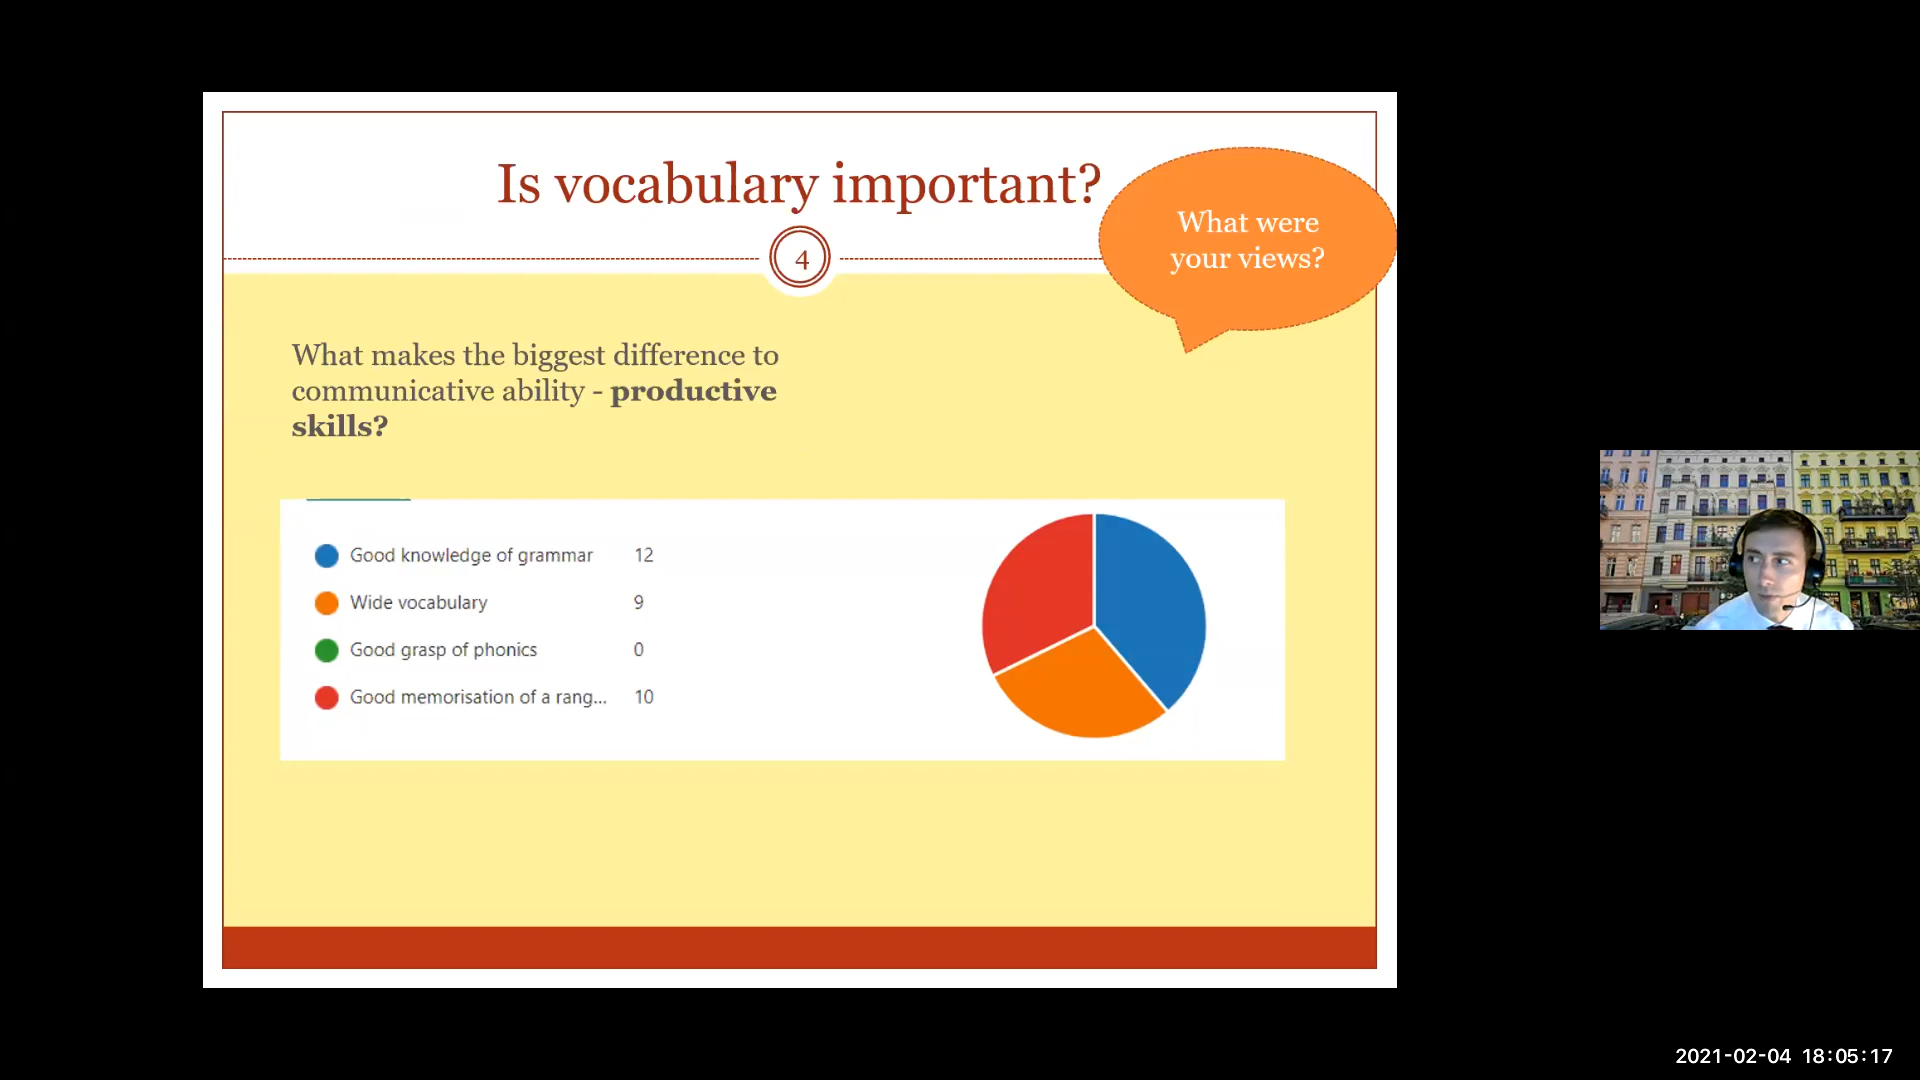 Is vocabulary important?
What were
your views?
4
What makes the biggest difference to
communicative ability - productive
skills?
Good knowledge of grammar 12
Wide vocabulary 9
Good grasp of phonics 0
Good memorisation of a rang... 10
2021-02-04 18:05:17